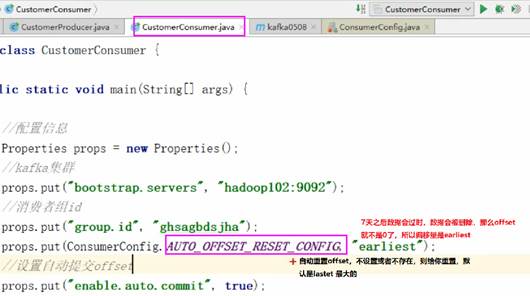 CustomerConsumer
CustomerConsumer
CustomerProducer.java
CustomerConsumer.java
kafka0508
ConsumerConfig.java
class CustomerConsumer {
lic static void main(String[] args) {
//配置信息
Properties props = new Properties();
//kafka集群
props.put("bootstrap.servers", "hadoop102:9092");
//消费者组id
props.put("group.id", "ghsagbdsjha");
7天之后数据会过时，数据会被删除，那么offset
就不是0了，所以偏移量是earliest
props.put(ConsumerConfig.AUTO_OFFSET_RESET_CONFIG, "earliest");
//设置自动提交offset
自动重置offset，不设置或者不存在，则给你重置，默
认是lastet 最大的
props.put("enable.auto.commit", true);